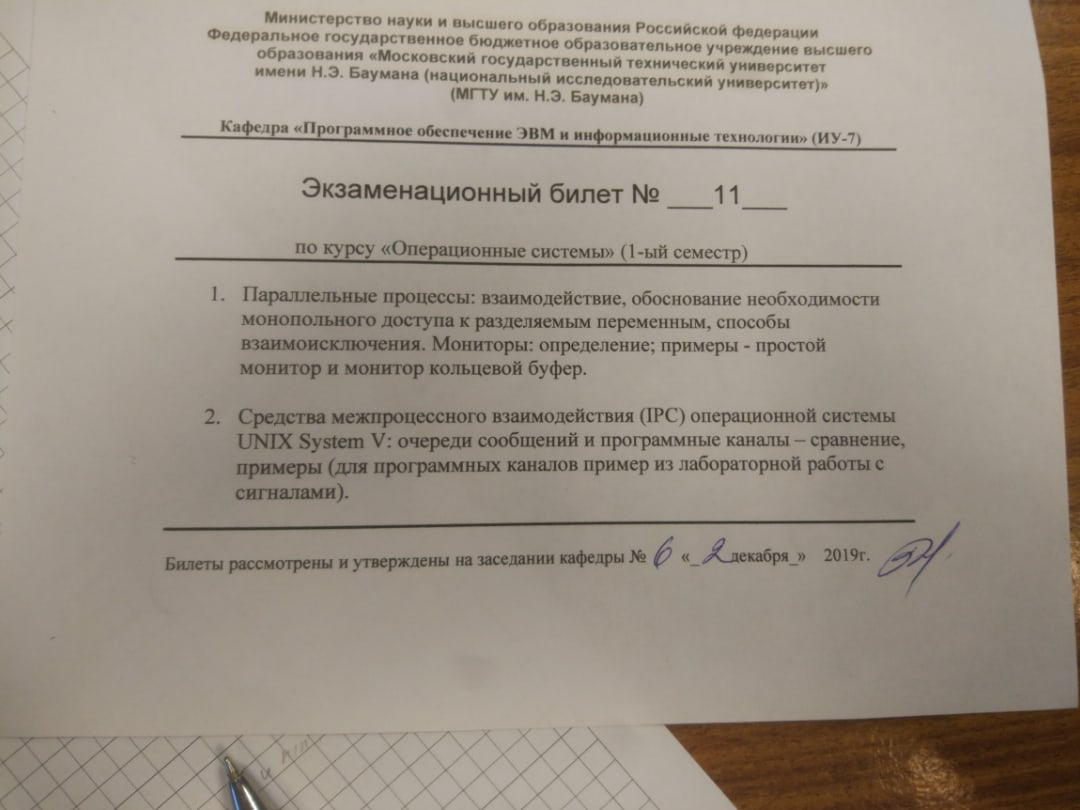 Министерство науки и высшего образования Российской федерации
Федеральное государственное бюджетное образовательное учреждение высшего
образования «Московский государственный технический университет
имени Н.Э. Баумана (национальный исследовательский университет)»
(МГТУ им. Н.Э. Баумана)
Кафедра «Программное обеспечение ЭВМ и информационные технологии» (ИУ-7)
Экзаменационный билет № ___11___
по курсу «Операционные системы» (1-ый семестр)
1. Параллельные процессы: взаимодействие, обоснование необходимости
монопольного доступа к разделяемым переменным, способы
взаимоисключения. Мониторы: определение; примеры - простой
монитор и монитор кольцевой буфер.
2. Средства межпроцессного взаимодействия (IPC) операционной системы
UNIX System V: очереди сообщений и программные каналы – сравнение,
примеры (для программных каналов пример из лабораторной работы с
сигналами).
Билеты рассмотрены и утверждены на заседании кафедры № 6 «_2 декабря_» 2019г.